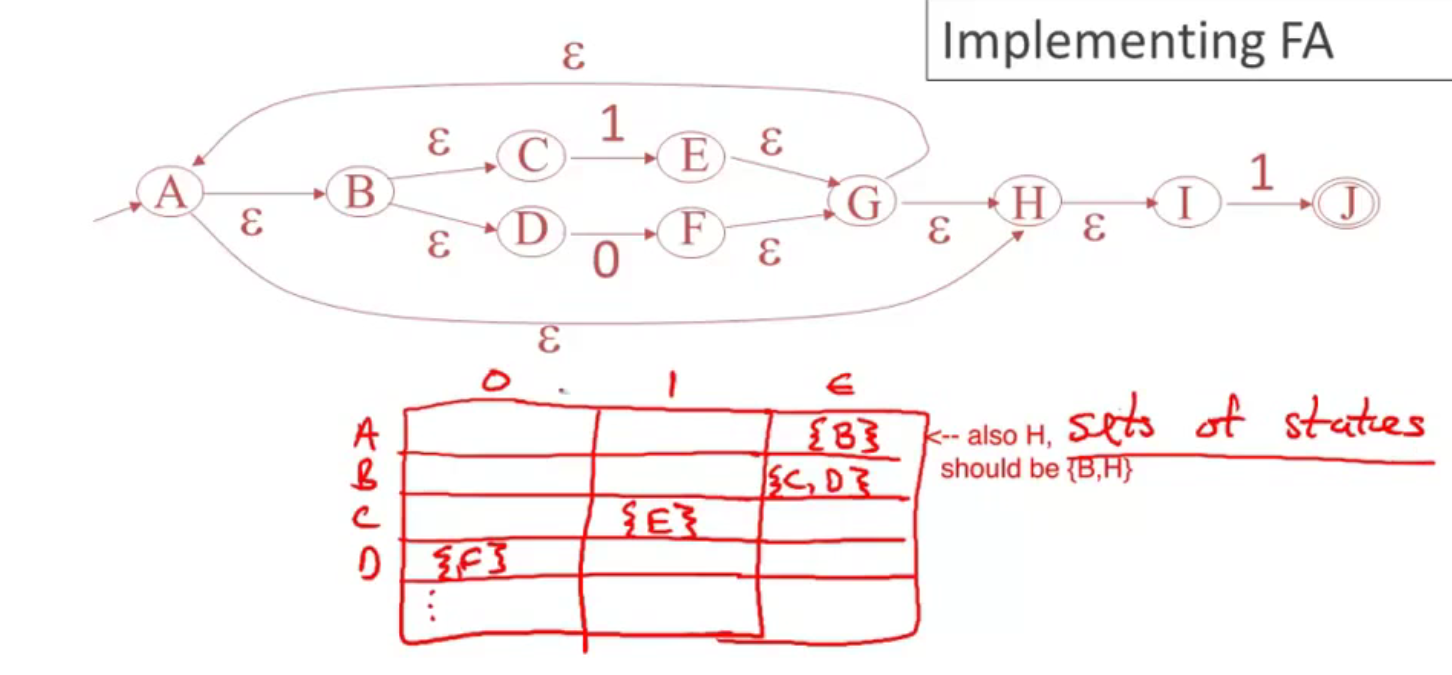 Implementing FA
ε
ε 1 ε
C E
A B G H I 1 J
ε D F ε ε
ε 0 ε
ε
0 1 ε
A {B} <-- also H, sets of states
should be {B,H}
B {C, D}
C {E}
D {F}
⋮